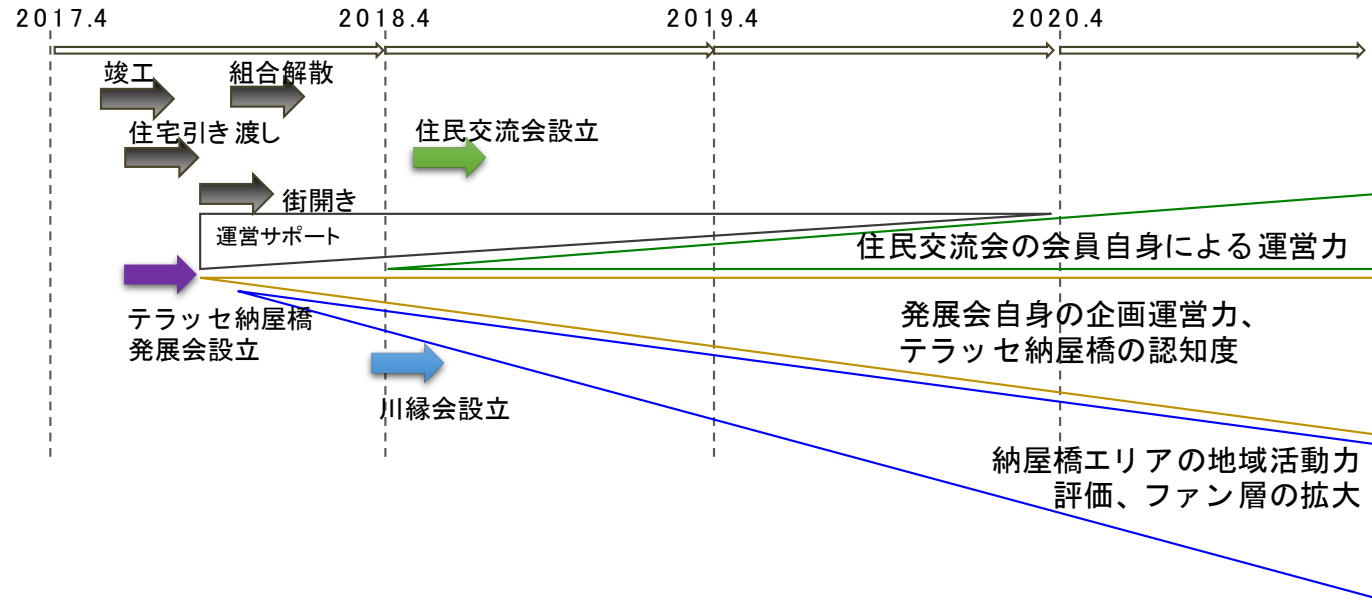 2017.4
2018.4
2019.4
2020.4
竣工
組合解散
住宅引き渡し
住民交流会設立
街開き
運営サポート
住民交流会の会員自身による運営力
テラッセ納屋橋
発展会設立
発展会自身の企画運営力、
テラッセ納屋橋の認知度
川縁会設立
納屋橋エリアの地域活動力
評価、ファン層の拡大